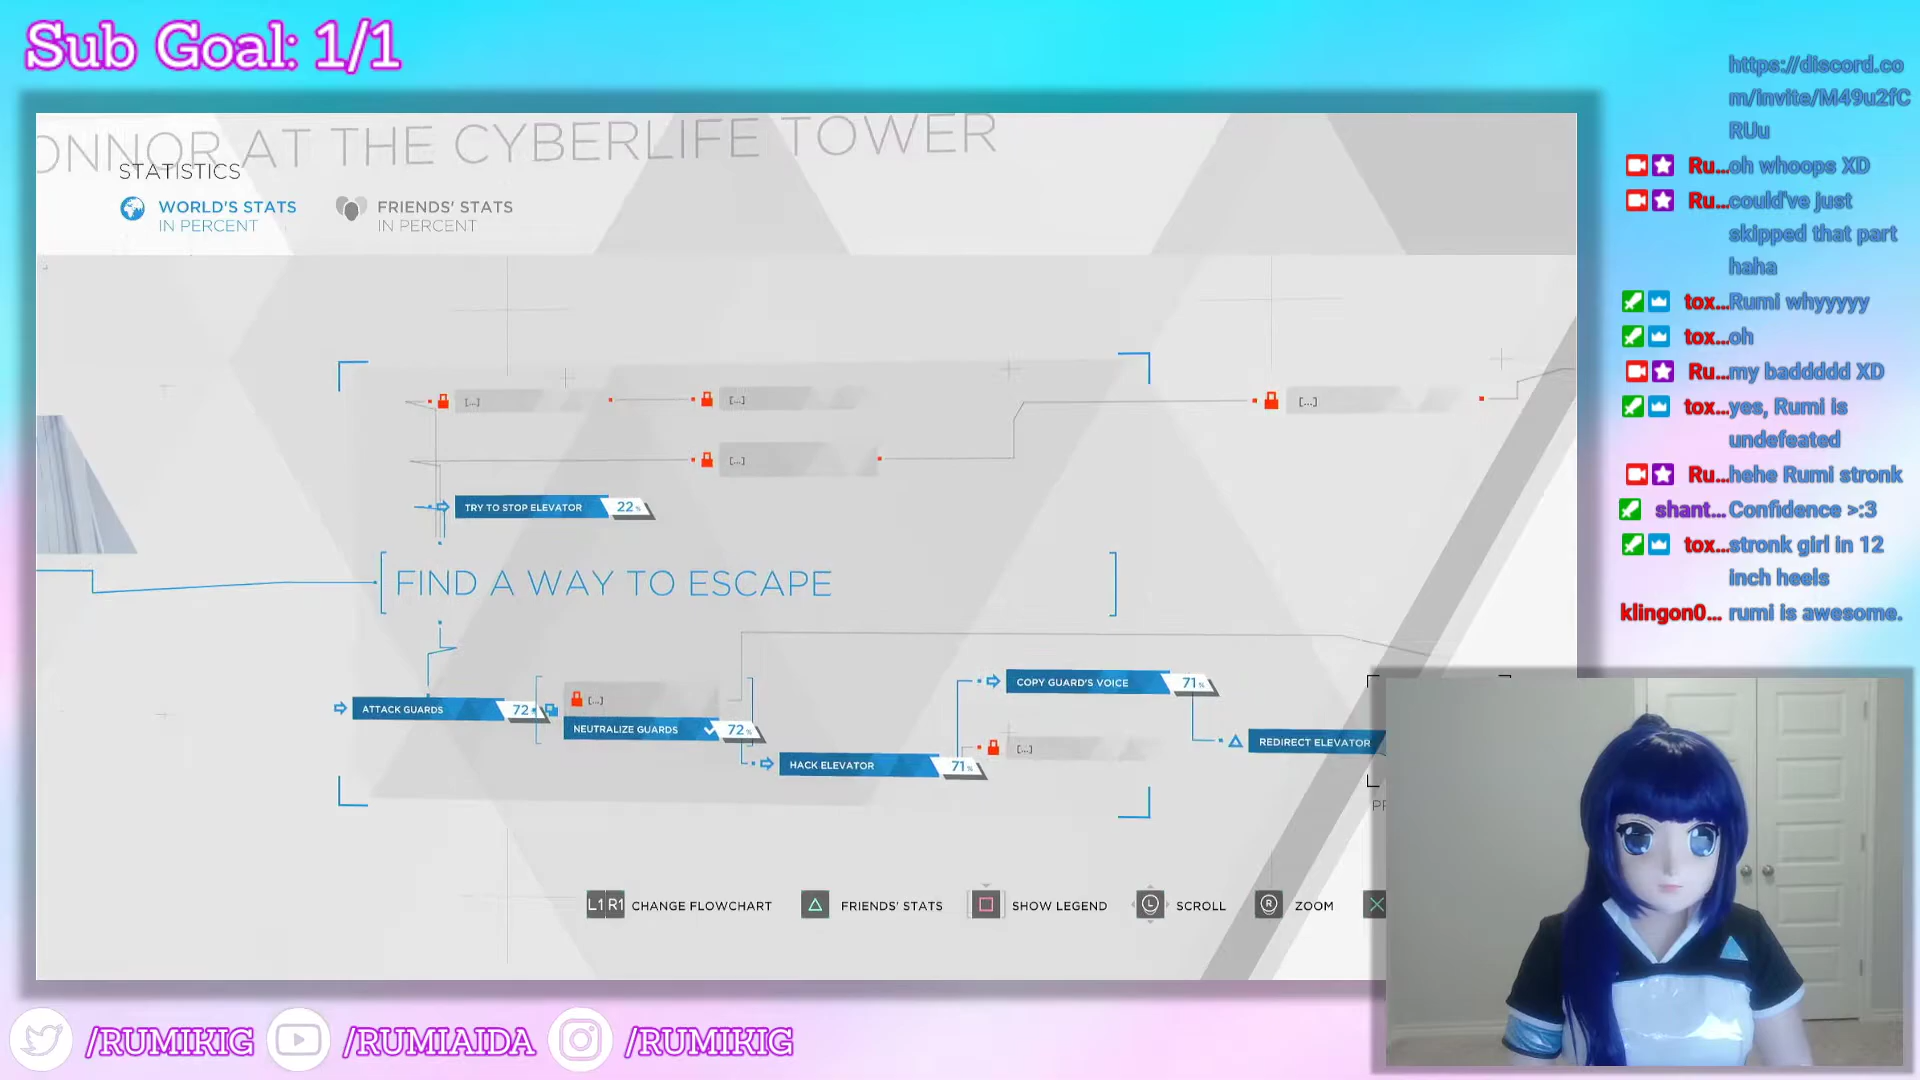 Sub Goal: 1/1
ONNOR AT THE CYBERLIFE TOWER
STATISTICS
WORLD'S STATS
IN PERCENT
FRIENDS' STATS
IN PERCENT
[...]
[...]
[...]
[...]
TRY TO STOP ELEVATOR 22%
FIND A WAY TO ESCAPE
ATTACK GUARDS 72
[...]
NEUTRALIZE GUARDS 72%
HACK ELEVATOR 71%
COPY GUARD'S VOICE 71%
[...]
REDIRECT ELEVATOR
L1 R1 CHANGE FLOWCHART
FRIENDS' STATS
SHOW LEGEND
L SCROLL
R ZOOM
/RUMIKIG
/RUMIAIDA
/RUMIKIG
https://discord.co
m/invite/M49u2fC
RUu
Ru...oh whoops XD
Ru...could've just
skipped that part
haha
tox...Rumi whyyyyy
tox...oh
Ru...my baddddd XD
tox...yes, Rumi is
undefeated
Ru...hehe Rumi stronk
shant...Confidence >:3
tox...stronk girl in 12
inch heels
klingon0... rumi is awesome.